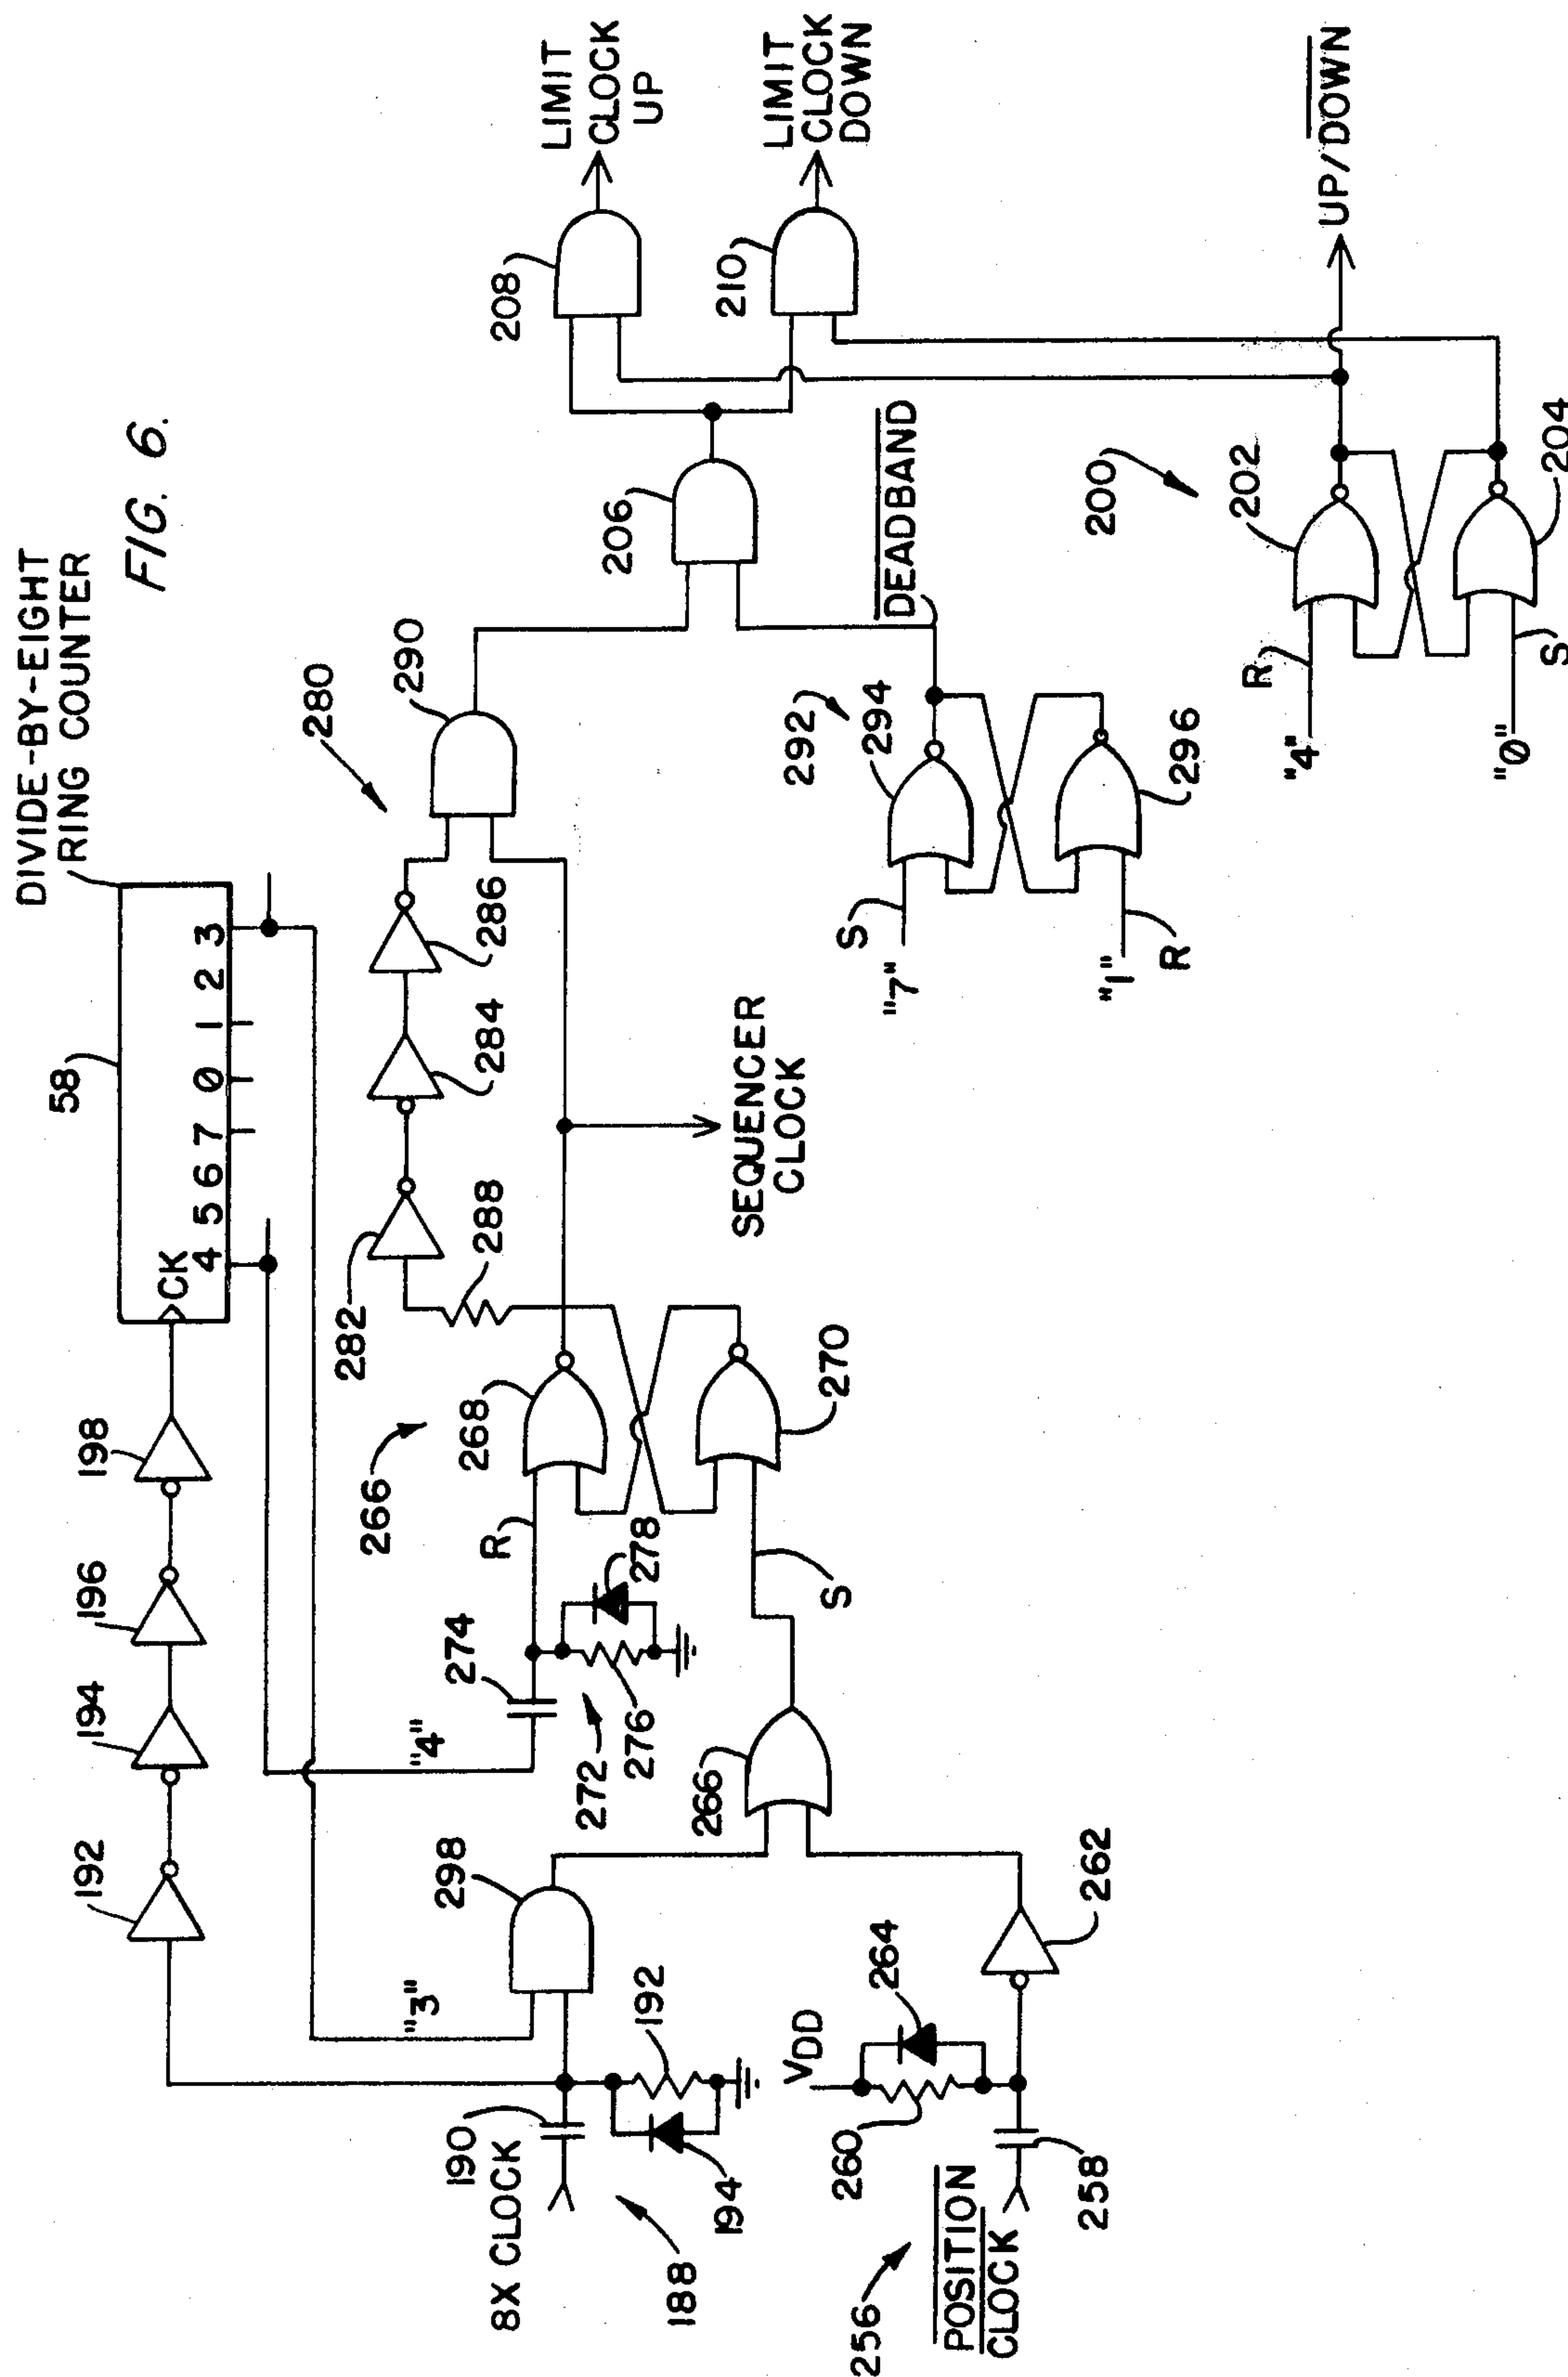 FIG. 6.
DIVIDE-BY-EIGHT
RING COUNTER
58
CK
4 5 6 7 0 1 2 3
192
194
196
198
"3"
"4"
8X CLOCK
190
188
194
192
298
272
274
276
278
R
266
268
270
S
266
282
288
284
286
280
290
SEQUENCER
CLOCK
256
POSITION
CLOCK
258
260
VDD
264
262
206
208
210
LIMIT
CLOCK
UP
LIMIT
CLOCK
DOWN
DEADBAND
292
294
296
S
"7"
"1"
R
200
202
204
R
"4"
"0"
S
UP/DOWN